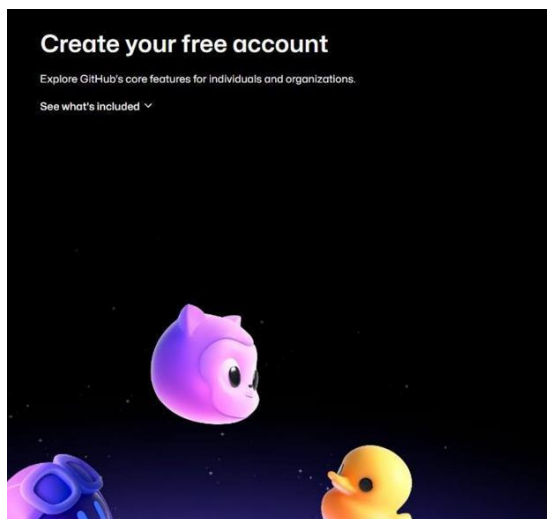 Create your free account
Explore GitHub's core features for individuals and organizations.
See what's included